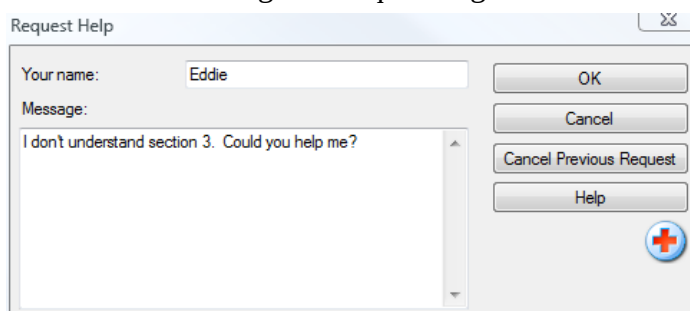 Request Help
Your name: Eddie OK
Message: Cancel
I don't understand section 3. Could you help me?
Cancel Previous Request
Help